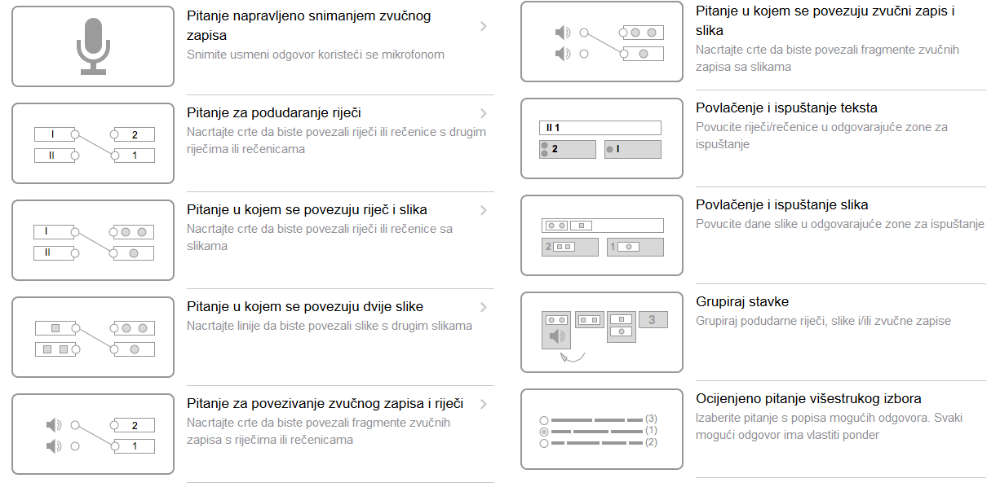 Pitanje napravljeno snimanjem zvučnog
zapisa
Snimite usmeni odgovor koristeći se mikrofonom
I
2
II
1
Pitanje za podudaranje riječi
Nacrtajte crte da biste povezali riječi ili rečenice s drugim
riječima ili rečenicama
I
II
Pitanje u kojem se povezuju riječ i slika
Nacrtajte crte da biste povezali riječi ili rečenice sa
slikama
Pitanje u kojem se povezuju dvije slike
Nacrtajte linije da biste povezali slike s drugim slikama
2
1
Pitanje za povezivanje zvučnog zapisa i riječi
Nacrtajte crte da biste povezali fragmente zvučnih
zapisa s riječima ili rečenicama
Pitanje u kojem se povezuju zvučni zapis i
slika
Nacrtajte crte da biste povezali fragmente zvučnih
zapisa sa slikama
II 1
2
I
Povlačenje i ispuštanje teksta
Povucite riječi/rečenice u odgovarajuće zone za
ispuštanje
2
1
Povlačenje i ispuštanje slika
Povucite dane slike u odgovarajuće zone za ispuštanje
3
Grupiraj stavke
Grupiraj podudarne riječi, slike i/ili zvučne zapise
(3)
(1)
(2)
Ocijenjeno pitanje višestrukog izbora
Izaberite pitanje s popisa mogućih odgovora. Svaki
mogući odgovor ima vlastiti ponder